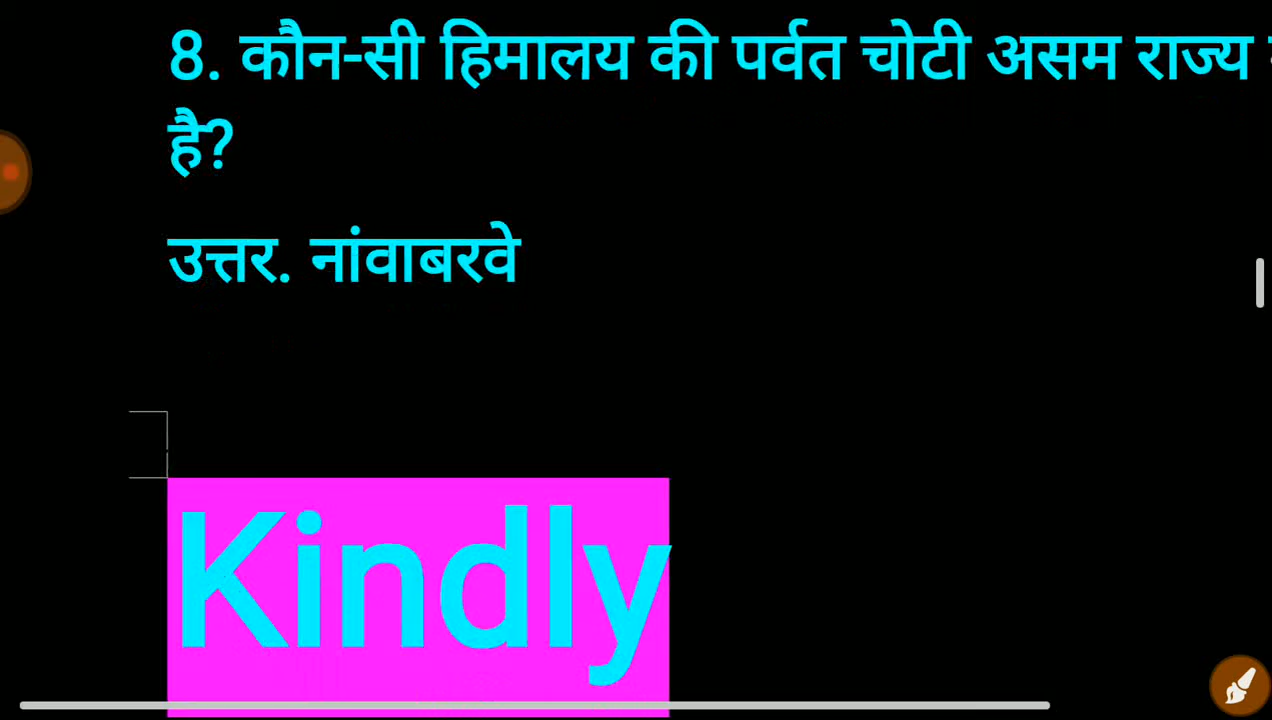 8. कौन-सी हिमालय की पर्वत चोटी असम राज्य
है?
उत्तर. नांवाबरवे
Kindly